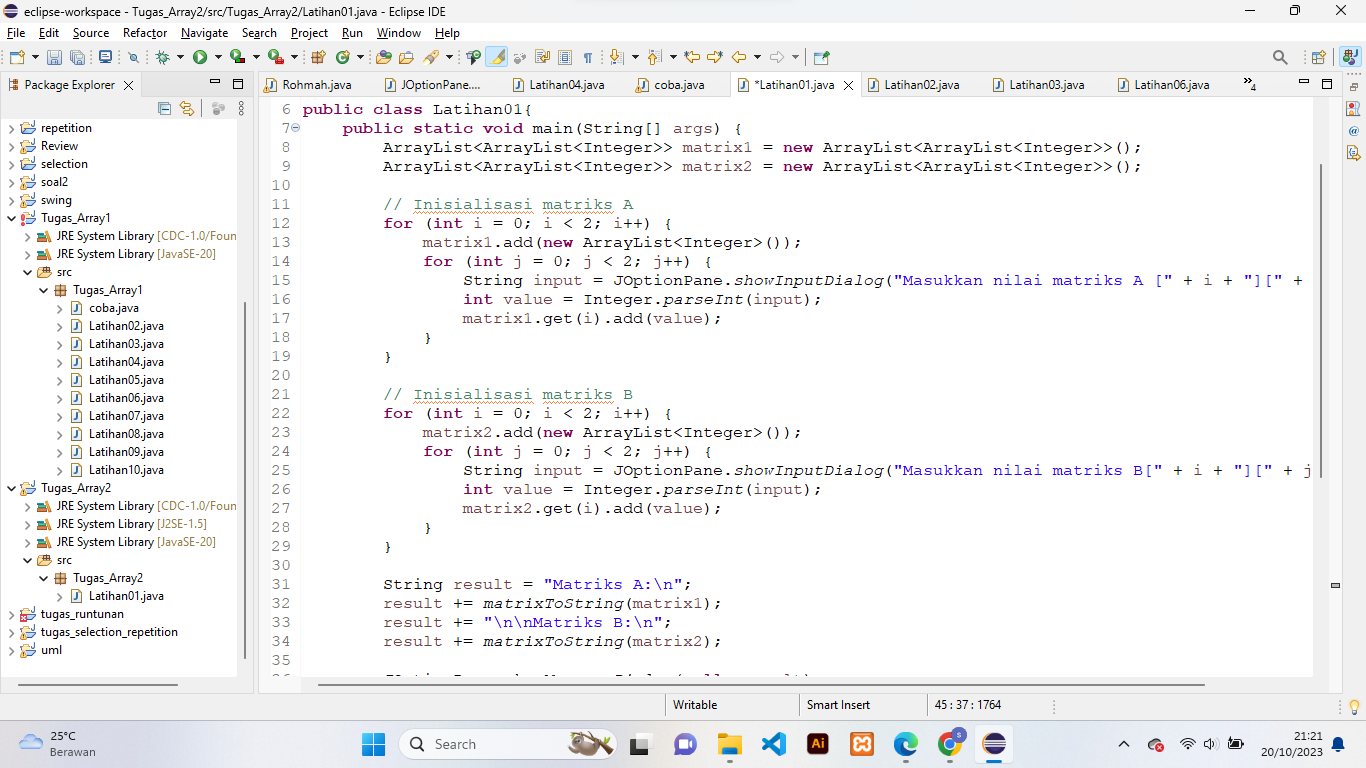 eclipse-workspace - Tugas_Array2/src/Tugas_Array2/Latihan01.java - Eclipse IDE
File Edit Source Refactor Navigate Search Project Run Window Help
Package Explorer
Rohmah.java JOptionPane.... Latihan04.java coba.java *Latihan01.java Latihan02.java Latihan03.java Latihan06.java 4
repetition
Review
selection
soal2
swing
Tugas_Array1
JRE System Library [CDC-1.0/Foun
JRE System Library [JavaSE-20]
src
Tugas_Array1
coba.java
Latihan02.java
Latihan03.java
Latihan04.java
Latihan05.java
Latihan06.java
Latihan07.java
Latihan08.java
Latihan09.java
Latihan10.java
Tugas_Array2
JRE System Library [CDC-1.0/Foun
JRE System Library [J2SE-1.5]
JRE System Library [JavaSE-20]
src
Tugas_Array2
Latihan01.java
tugas_runtunan
tugas_selection_repetition
uml
6 public class Latihan01{
7 public static void main(String[] args) {
8 ArrayList<ArrayList<Integer>> matrix1 = new ArrayList<ArrayList<Integer>>();
9 ArrayList<ArrayList<Integer>> matrix2 = new ArrayList<ArrayList<Integer>>();
10
11 // Inisialisasi matriks A
12 for (int i = 0; i < 2; i++) {
13 matrix1.add(new ArrayList<Integer>());
14 for (int j = 0; j < 2; j++) {
15 String input = JOptionPane.showInputDialog("Masukkan nilai matriks A [" + i + "][" +
16 int value = Integer.parseInt(input);
17 matrix1.get(i).add(value);
18 }
19 }
20
21 // Inisialisasi matriks B
22 for (int i = 0; i < 2; i++) {
23 matrix2.add(new ArrayList<Integer>());
24 for (int j = 0; j < 2; j++) {
25 String input = JOptionPane.showInputDialog("Masukkan nilai matriks B[" + i + "][" + j
26 int value = Integer.parseInt(input);
27 matrix2.get(i).add(value);
28 }
29 }
30
31 String result = "Matriks A:\n";
32 result += matrixToString(matrix1);
33 result += "\n\nMatriks B:\n";
34 result += matrixToString(matrix2);
35
Writable Smart Insert 45 : 37 : 1764
25°C
Berawan
Search
Ai
S
21:21
20/10/2023